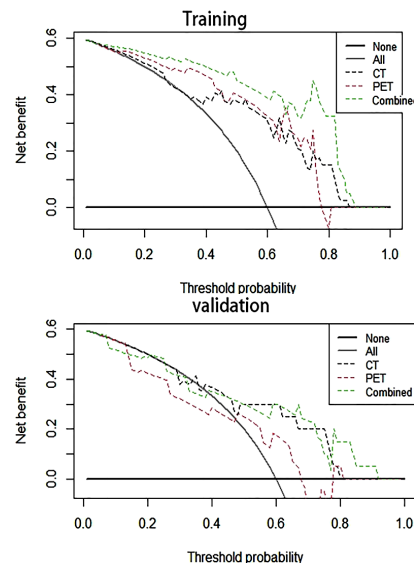 Training
Net benefit
0.6
0.4
0.2
0.0
None
All
CT
PET
Combined
0.0 0.2 0.4 0.6 0.8 1.0
Threshold probability
validation
Net benefit
0.6
0.4
0.2
0.0
None
All
CT
PET
Combined
0.0 0.2 0.4 0.6 0.8 1.0
Threshold probability